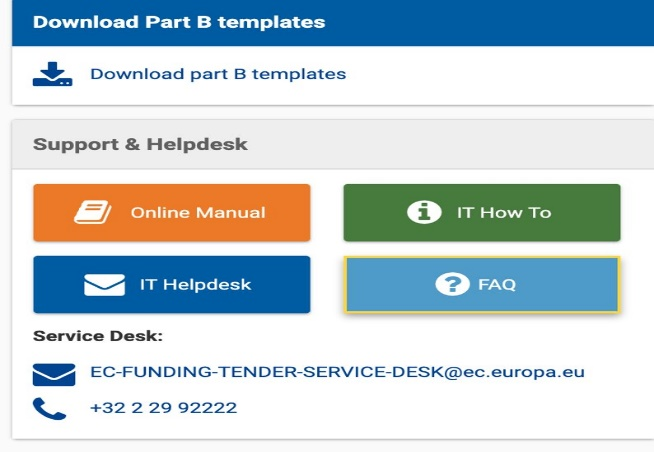 Download Part B templates
Download part B templates
Support & Helpdesk
Online Manual
IT How To
IT Helpdesk
FAQ
Service Desk:
EC-FUNDING-TENDER-SERVICE-DESK@ec.europa.eu
+32 2 29 92222